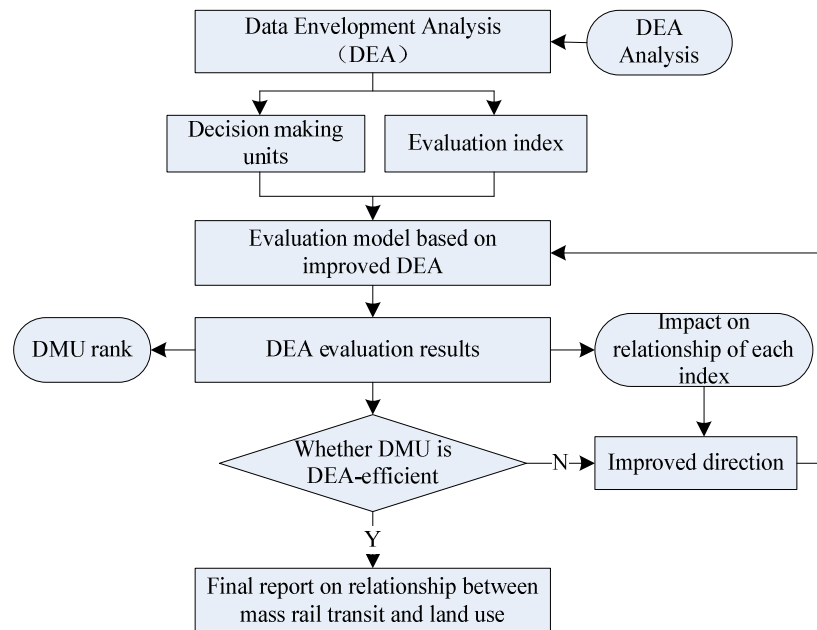 Data Envelopment Analysis
（DEA）
DEA
Analysis
Decision making
units
Evaluation index
Evaluation model based on
improved DEA
DMU rank
DEA evaluation results
Impact on
relationship of each
index
Whether DMU is
DEA-efficient
N
Improved direction
Y
Final report on relationship between
mass rail transit and land use